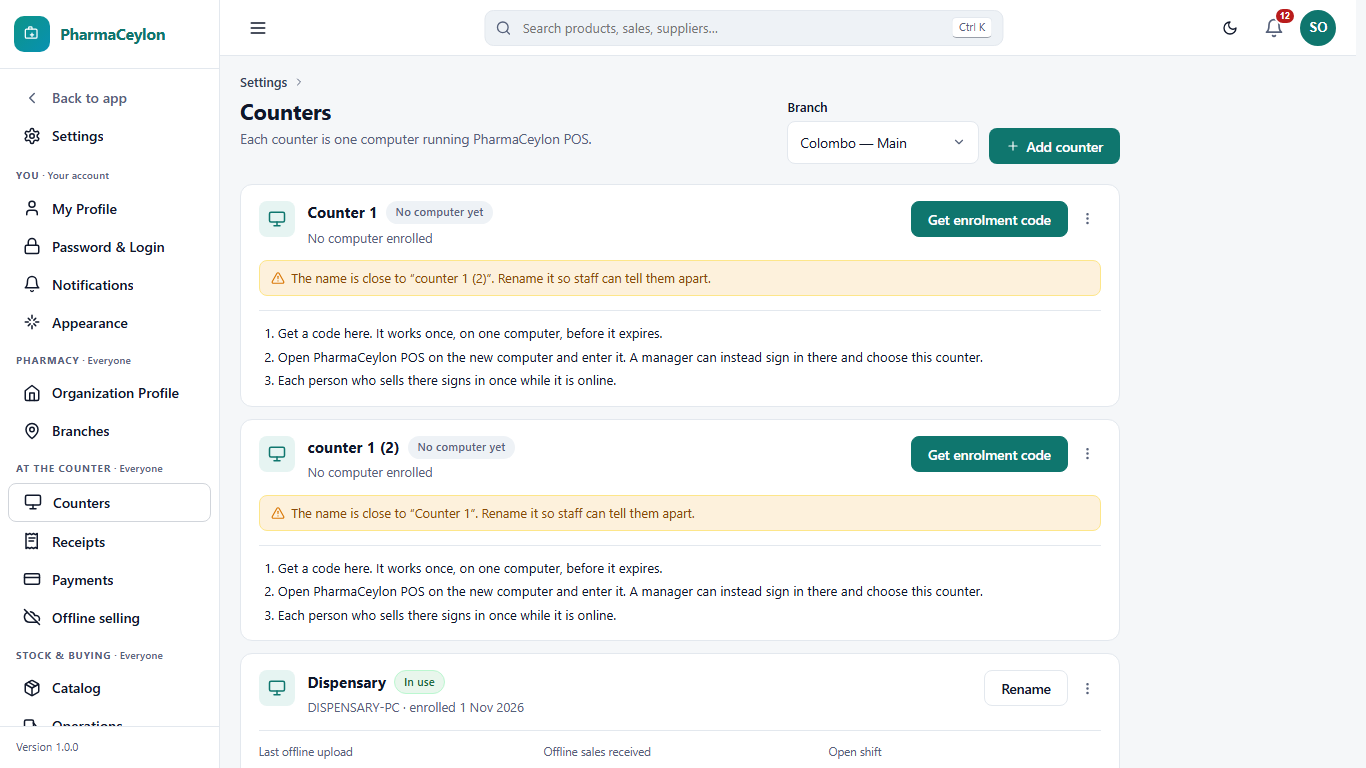 PharmaCeylon
Search products, sales, suppliers...
Ctrl K
12
SO
Back to app
Settings
YOU · Your account
My Profile
Password & Login
Notifications
Appearance
PHARMACY · Everyone
Organization Profile
Branches
AT THE COUNTER · Everyone
Counters
Receipts
Payments
Offline selling
STOCK & BUYING · Everyone
Catalog
Operations
Version 1.0.0
Settings
Counters
Each counter is one computer running PharmaCeylon POS.
Branch
Colombo — Main
Add counter
Counter 1
No computer yet
No computer enrolled
Get enrolment code
The name is close to “counter 1 (2)”. Rename it so staff can tell them apart.
1. Get a code here. It works once, on one computer, before it expires.
2. Open PharmaCeylon POS on the new computer and enter it. A manager can instead sign in there and choose this counter.
3. Each person who sells there signs in once while it is online.
counter 1 (2)
No computer yet
No computer enrolled
Get enrolment code
The name is close to “Counter 1”. Rename it so staff can tell them apart.
1. Get a code here. It works once, on one computer, before it expires.
2. Open PharmaCeylon POS on the new computer and enter it. A manager can instead sign in there and choose this counter.
3. Each person who sells there signs in once while it is online.
Dispensary
In use
DISPENSARY-PC · enrolled 1 Nov 2026
Rename
Last offline upload
Offline sales received
Open shift